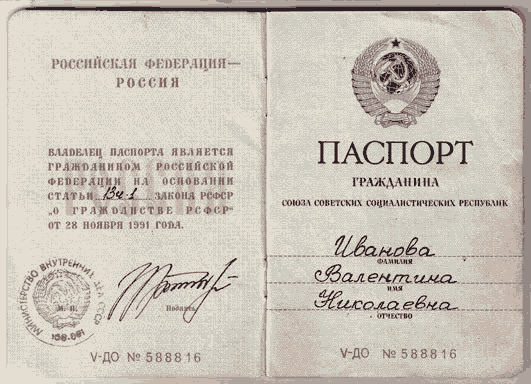 РОССИЙСКАЯ ФЕДЕРАЦИЯ—
РОССИЯ
ВЛАДЕЛЕЦ ПАСПОРТА ЯВЛЯЕТСЯ
ГРАЖДАНИНОМ РОССИЙСКОЙ
ФЕДЕРАЦИИ НА ОСНОВАНИИ
СТАТЬИ 13ч-1 ЗАКОНА РСФСР
„О ГРАЖДАНСТВЕ РСФСР“
ОТ 28 НОЯБРЯ 1991 ГОДА.
МИНИСТЕРСТВО ВНУТРЕННИХ ДЕЛ СССР
М. П.
Подпись
V-ДО № 588816
ПАСПОРТ
ГРАЖДАНИНА
СОЮЗА СОВЕТСКИХ СОЦИАЛИСТИЧЕСКИХ РЕСПУБЛИК
Иванова
ФАМИЛИЯ
Валентина
ИМЯ
Николаевна
ОТЧЕСТВО
V-ДО № 588816